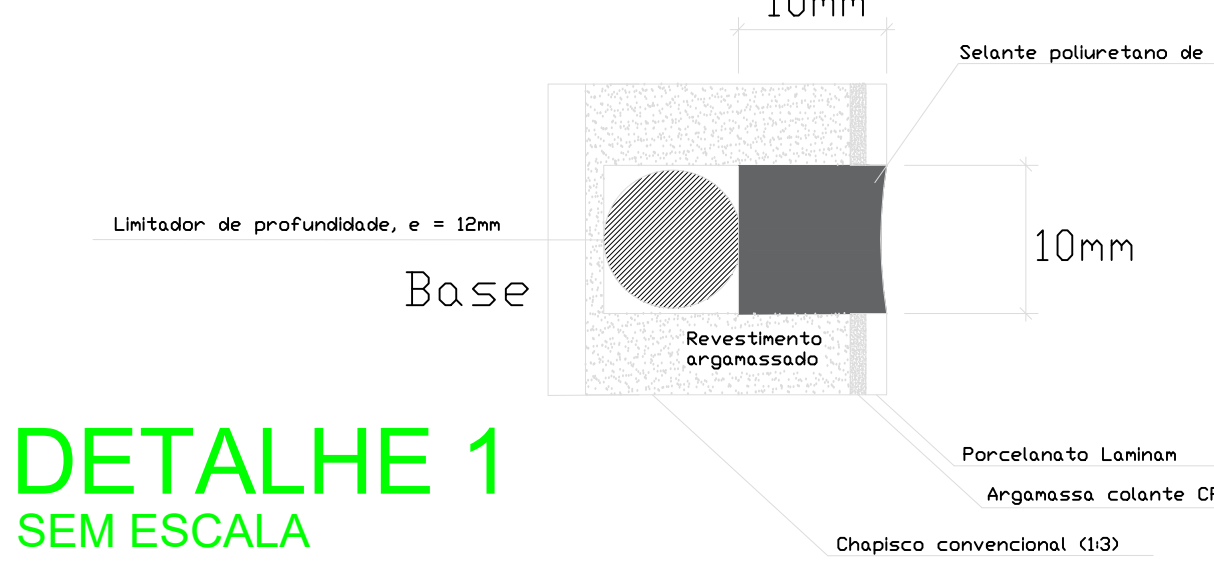 10mm
Selante poliuretano de
Limitador de profundidade, e = 12mm
10mm
Base
Revestimento
argamassado
DETALHE 1
SEM ESCALA
Porcelanato Laminam
Argamassa colante
Chapisco convencional (1:3)